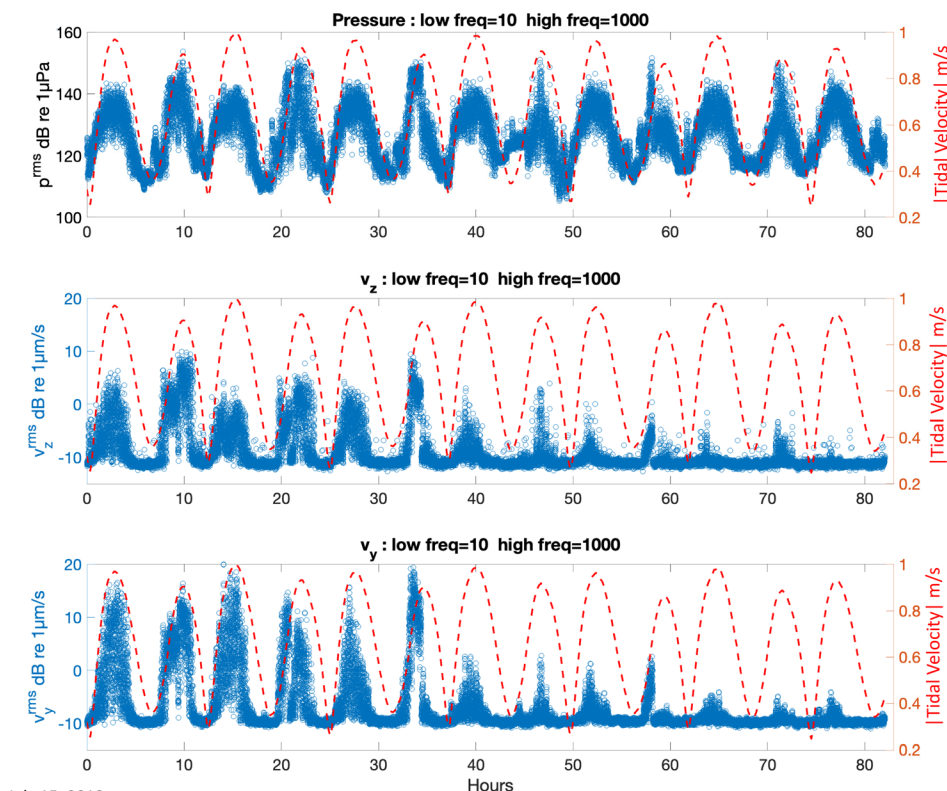 Pressure : low freq=10 high freq=1000
160
140
120
100
p^rms dB re 1μPa
0 10 20 30 40 50 60 70 80
1
0.8
0.6
0.4
0.2
|Tidal Velocity| m/s
v_z : low freq=10 high freq=1000
20
10
0
-10
v_z^rms dB re 1μm/s
0 10 20 30 40 50 60 70 80
1
0.8
0.6
0.4
0.2
|Tidal Velocity| m/s
v_y : low freq=10 high freq=1000
20
10
0
-10
v_y^rms dB re 1μm/s
0 10 20 30 40 50 60 70 80
1
0.8
0.6
0.4
0.2
|Tidal Velocity| m/s
Hours